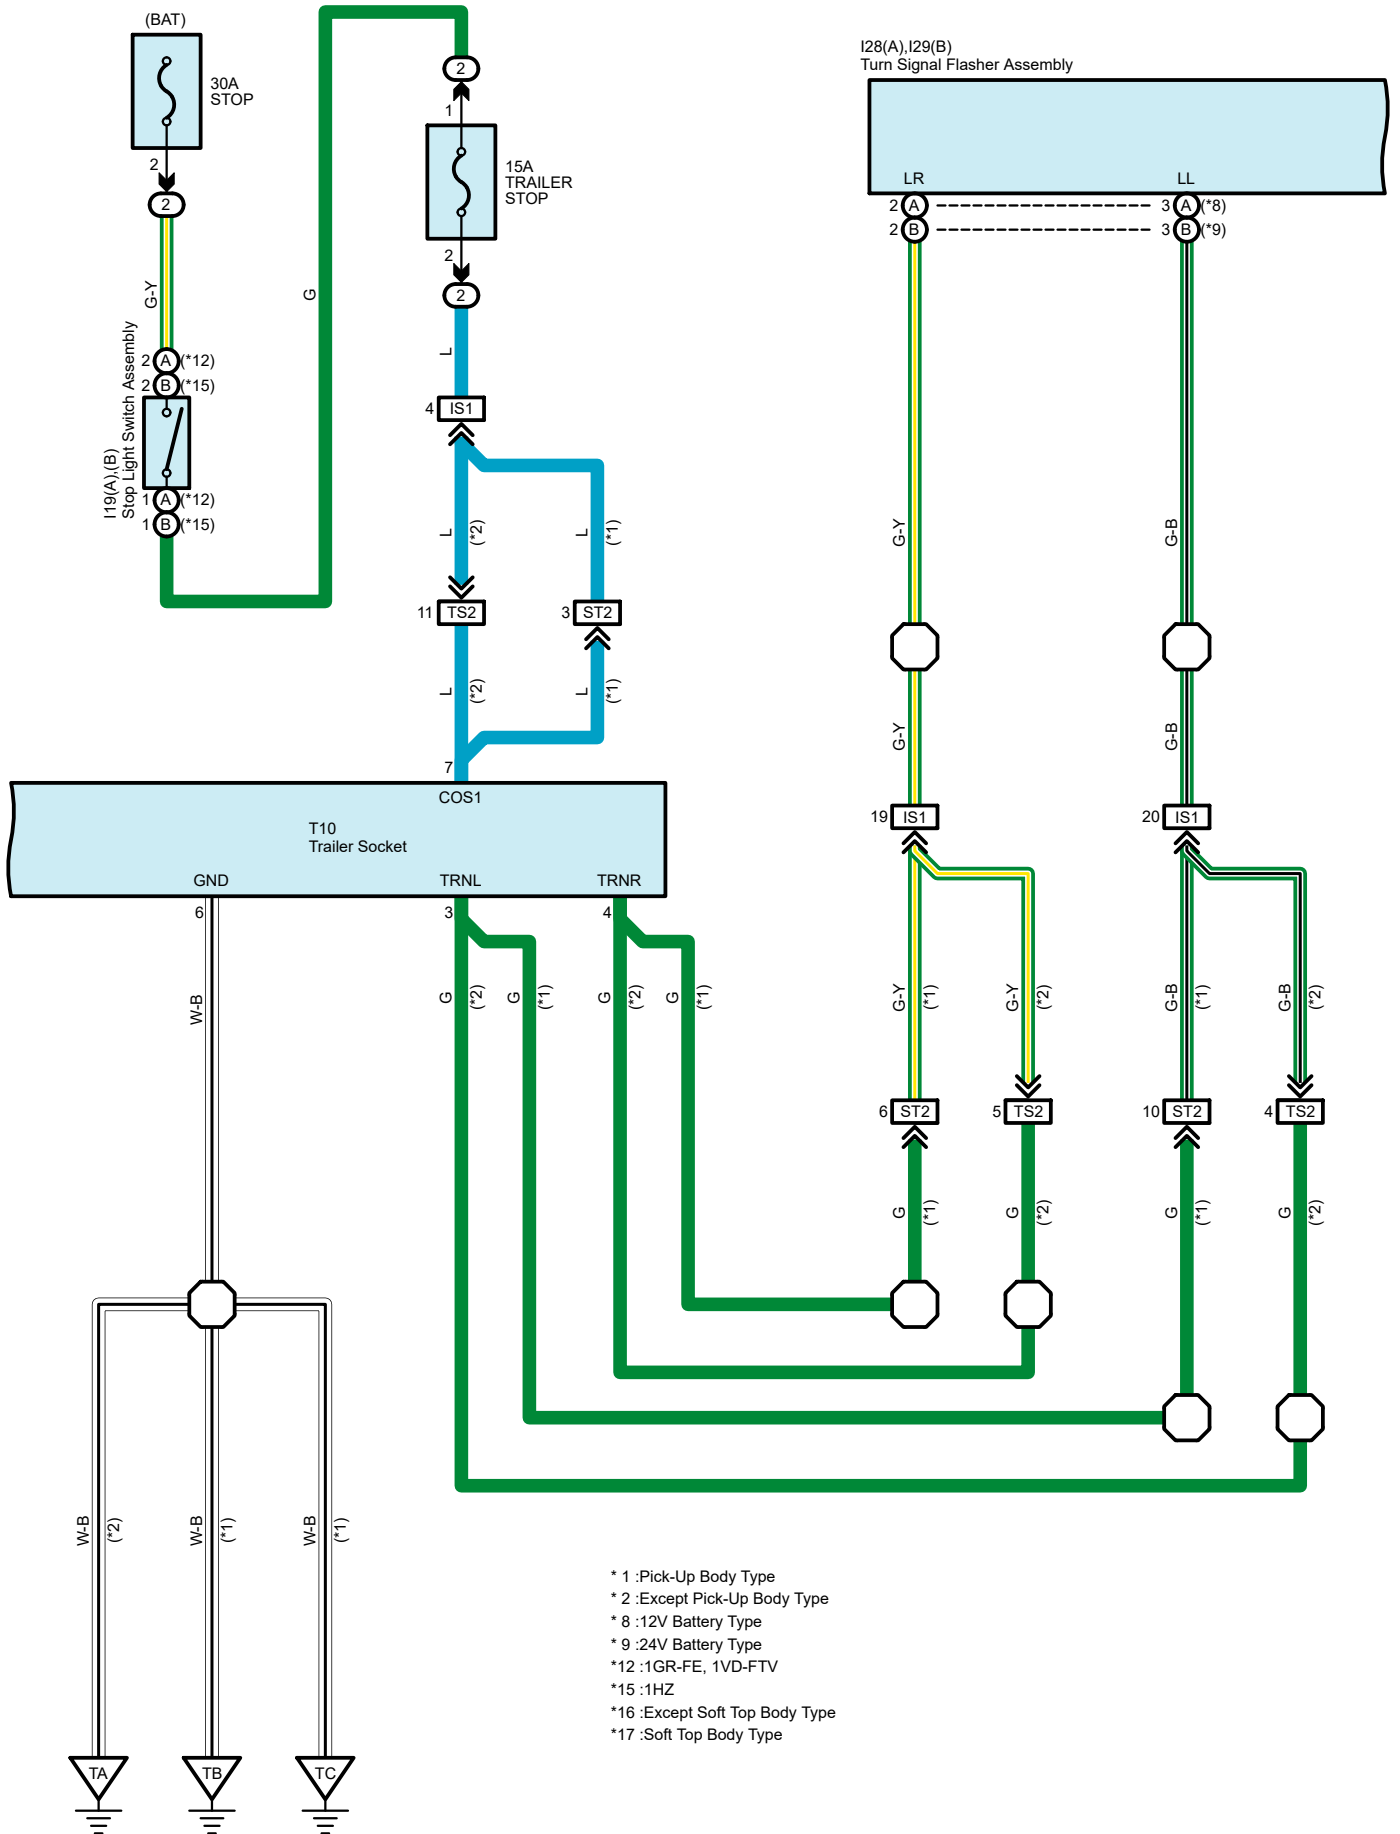 (BAT)
30A
STOP
2
2
G-Y
2 A (*12)
2 B (*15)
I19(A),(B)
Stop Light Switch Assembly
1 A (*12)
1 B (*15)
G
2
1
15A
TRAILER
STOP
2
2
L
4 IS1
L
(*2)
L
(*1)
11 TS2
3 ST2
L
(*2)
L
(*1)
7
COS1
T10
Trailer Socket
GND
TRNL
TRNR
6
3
4
I28(A),I29(B)
Turn Signal Flasher Assembly
LR
LL
2 A
3 A (*8)
2 B
3 B (*9)
G-Y
G-B
G-Y
G-B
19 IS1
20 IS1
W-B
G
(*2)
G
(*1)
G
(*2)
G
(*1)
G-Y
(*1)
G-Y
(*2)
G-B
(*1)
G-B
(*2)
6 ST2
5 TS2
10 ST2
4 TS2
G
(*1)
G
(*2)
G
(*1)
G
(*2)
W-B
(*2)
W-B
(*1)
W-B
(*1)
TA
TB
TC
* 1 :Pick-Up Body Type
* 2 :Except Pick-Up Body Type
* 8 :12V Battery Type
* 9 :24V Battery Type
*12 :1GR-FE, 1VD-FTV
*15 :1HZ
*16 :Except Soft Top Body Type
*17 :Soft Top Body Type